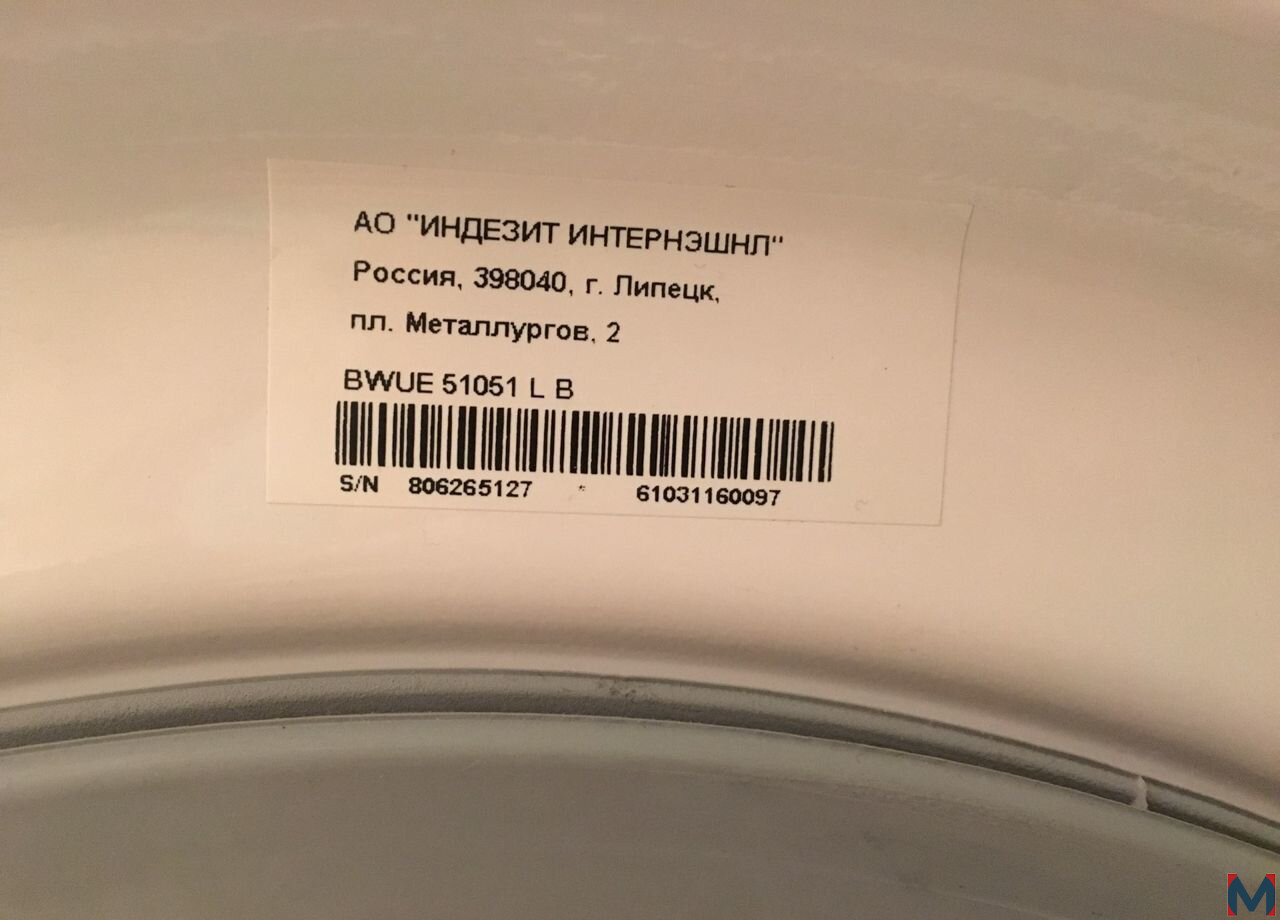 АО "ИНДЕЗИТ ИНТЕРНЭШНЛ"
Россия, 398040, г. Липецк,
пл. Металлургов, 2
BWUE 51051 L B
S/N 806265127 * 61031160097
M